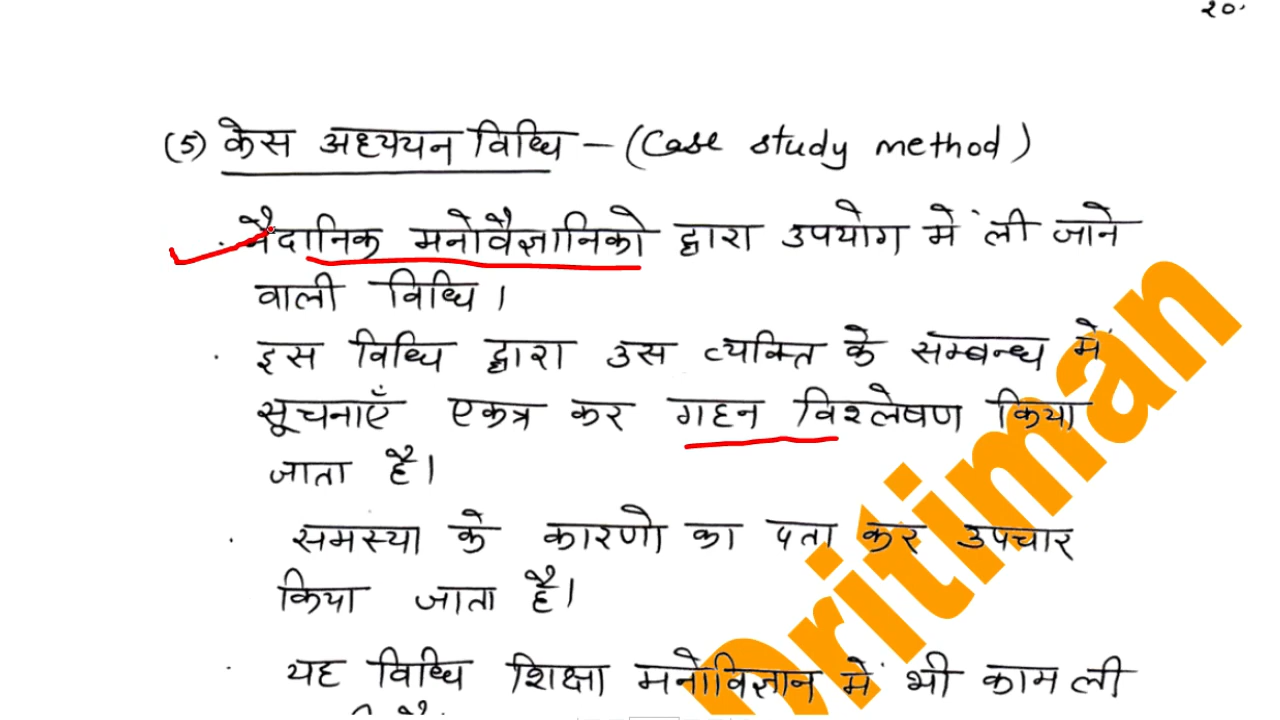 २०.
(5) केस अध्ययन विधि – (Case study method)
· नैदानिक मनोवैज्ञानिको द्वारा उपयोग में ली जाने
वाली विधि।
· इस विधि द्वारा उस व्यक्ति के सम्बन्ध में
सूचनाएँ एकत्र कर गहन विश्लेषण किया
जाता है।
· समस्या के कारणो का पता कर उपचार
किया जाता है।
· यह विधि शिक्षा मनोविज्ञान में भी काम ली